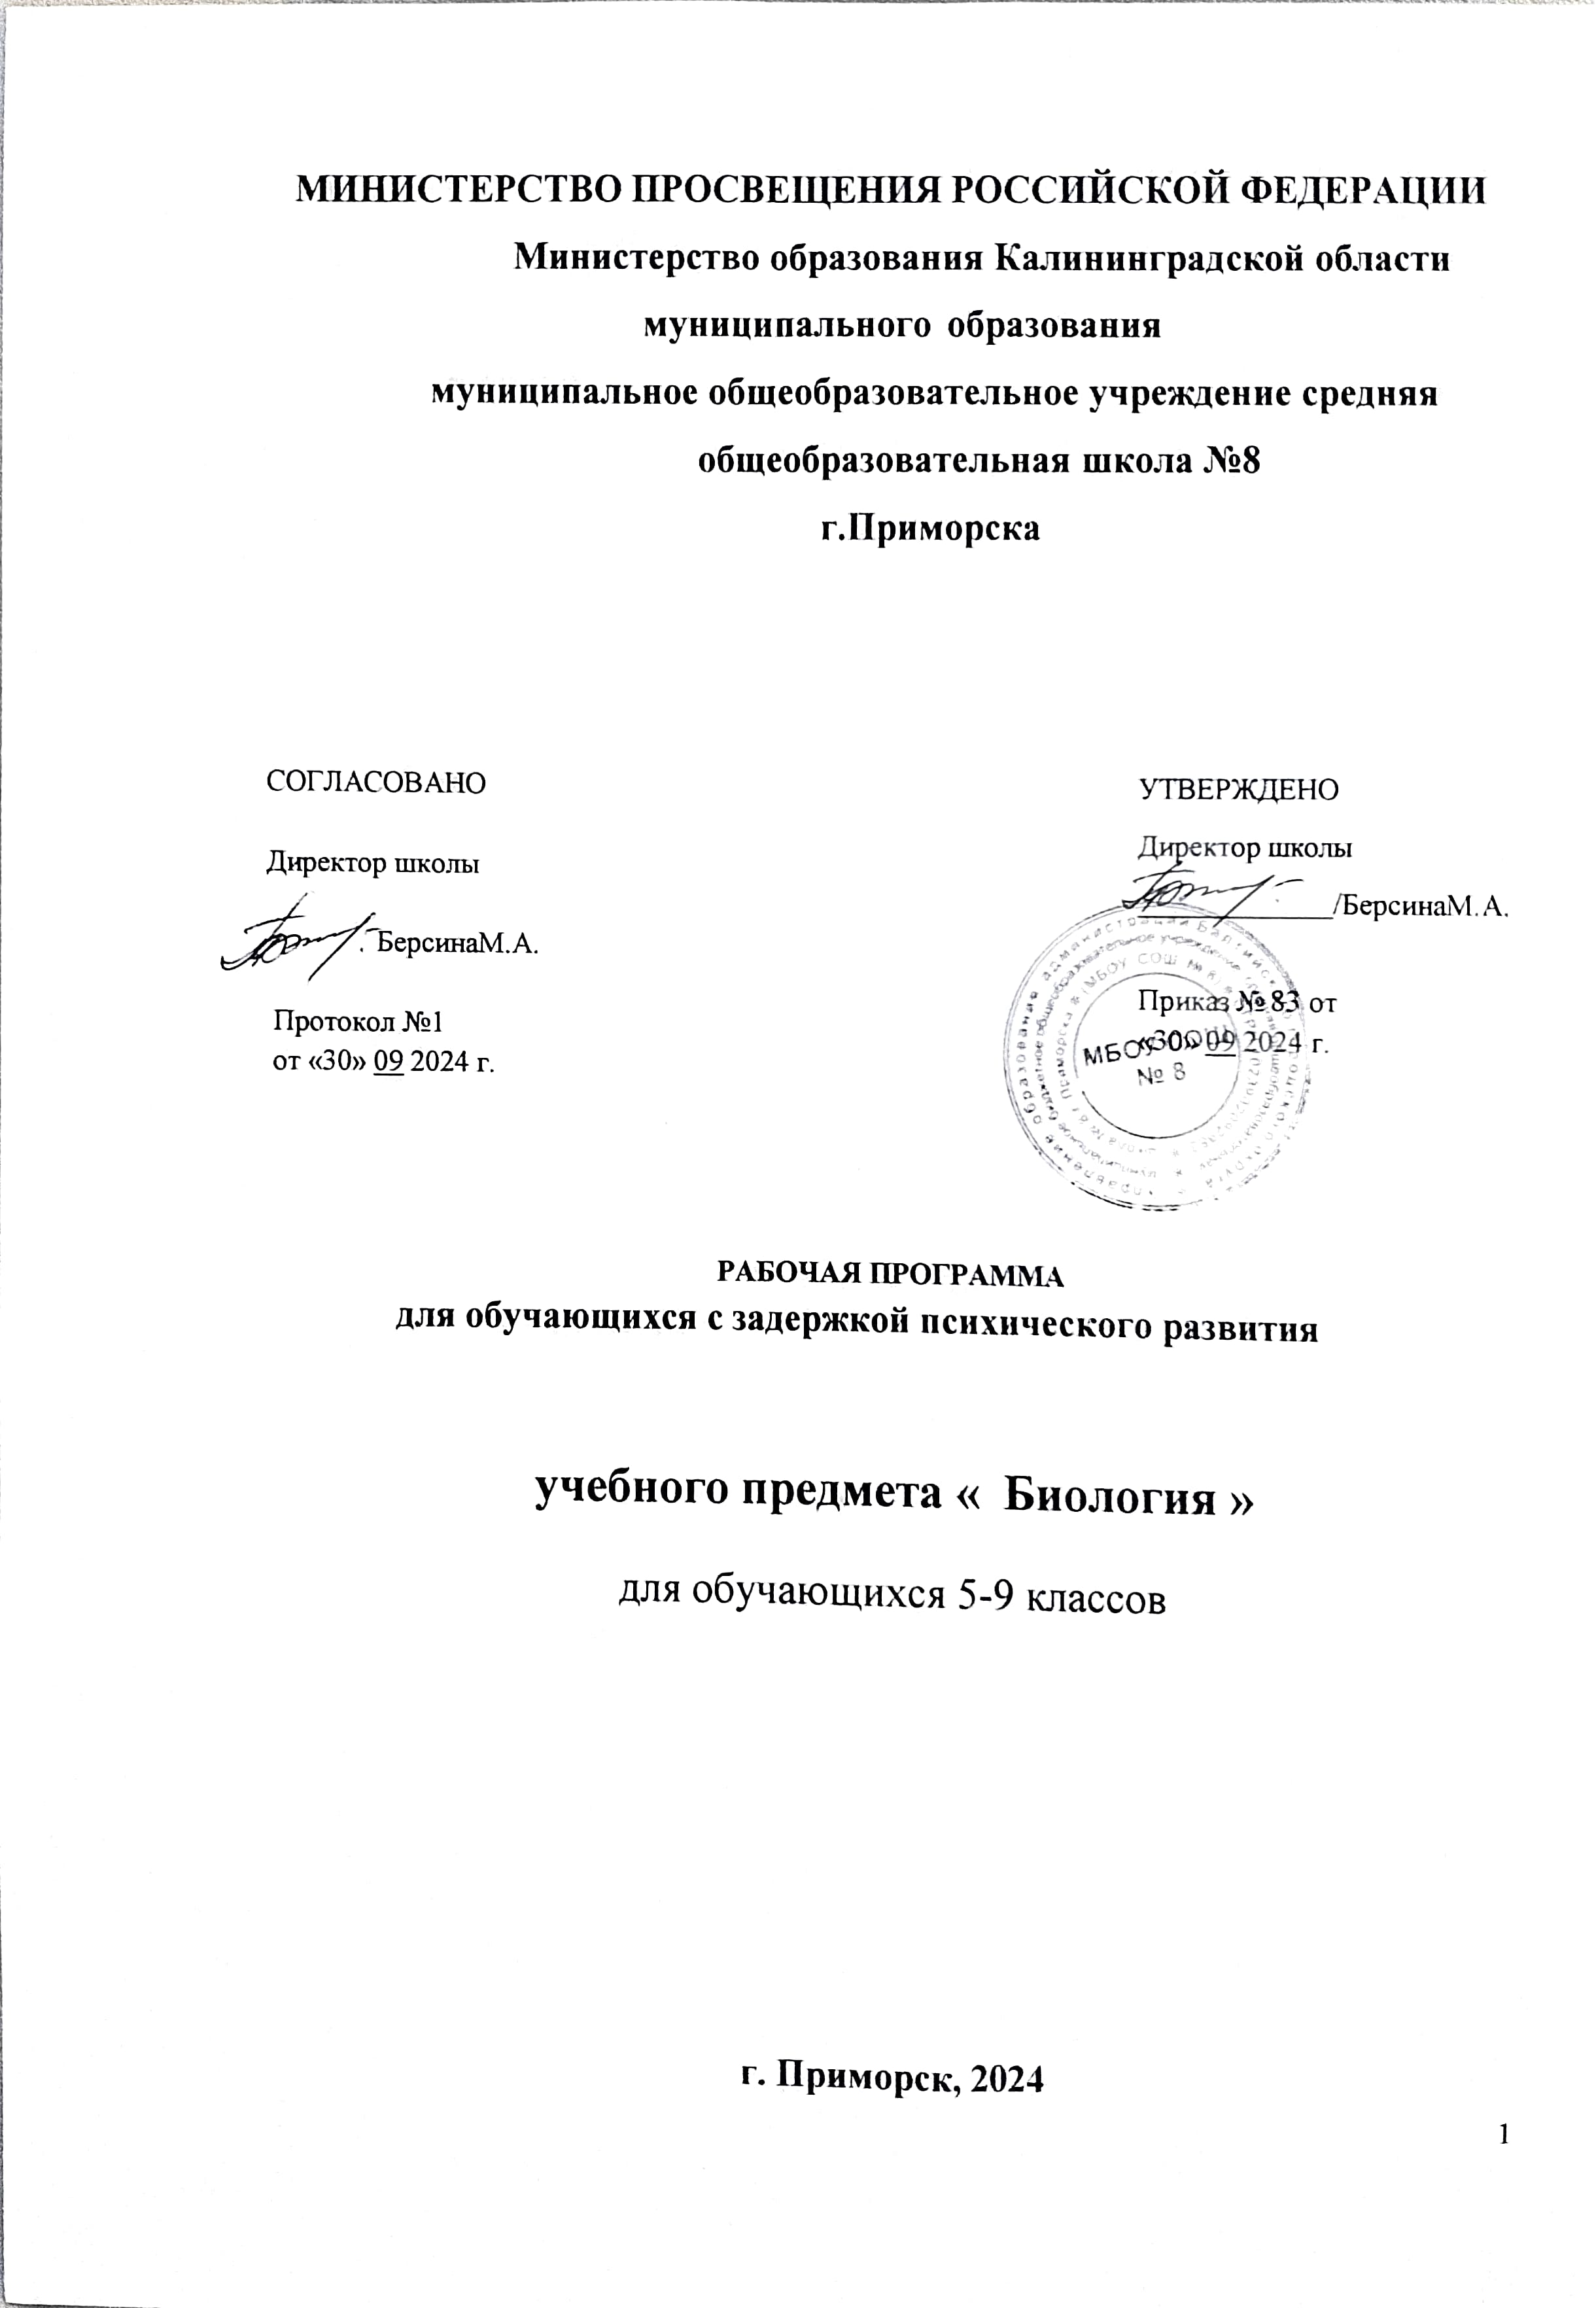 МИНИСТЕРСТВО ПРОСВЕЩЕНИЯ РОССИЙСКОЙ ФЕДЕРАЦИИ
Министерство образования Калининградской области
муниципального образования
муниципальное общеобразовательное учреждение средняя
общеобразовательная школа №8
г.Приморска
СОГЛАСОВАНО
Директор школы
БерсинаМ.А.
Протокол №1
от «30» 09 2024 г.
УТВЕРЖДЕНО
Директор школы
/БерсинаМ.А.
Приказ № 83 от
«30» 09 2024 г.
МБОУ СОШ
№ 8
РАБОЧАЯ ПРОГРАММА
для обучающихся с задержкой психического развития
учебного предмета « Биология »
для обучающихся 5-9 классов
г. Приморск, 2024
1